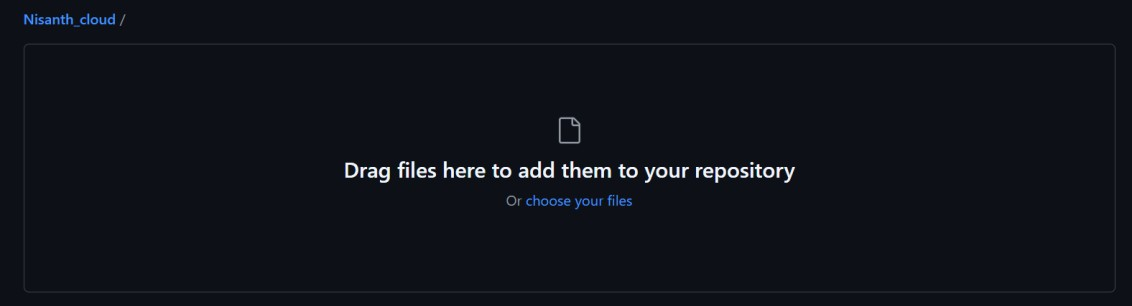 Nisanth_cloud /
Drag files here to add them to your repository
Or choose your files